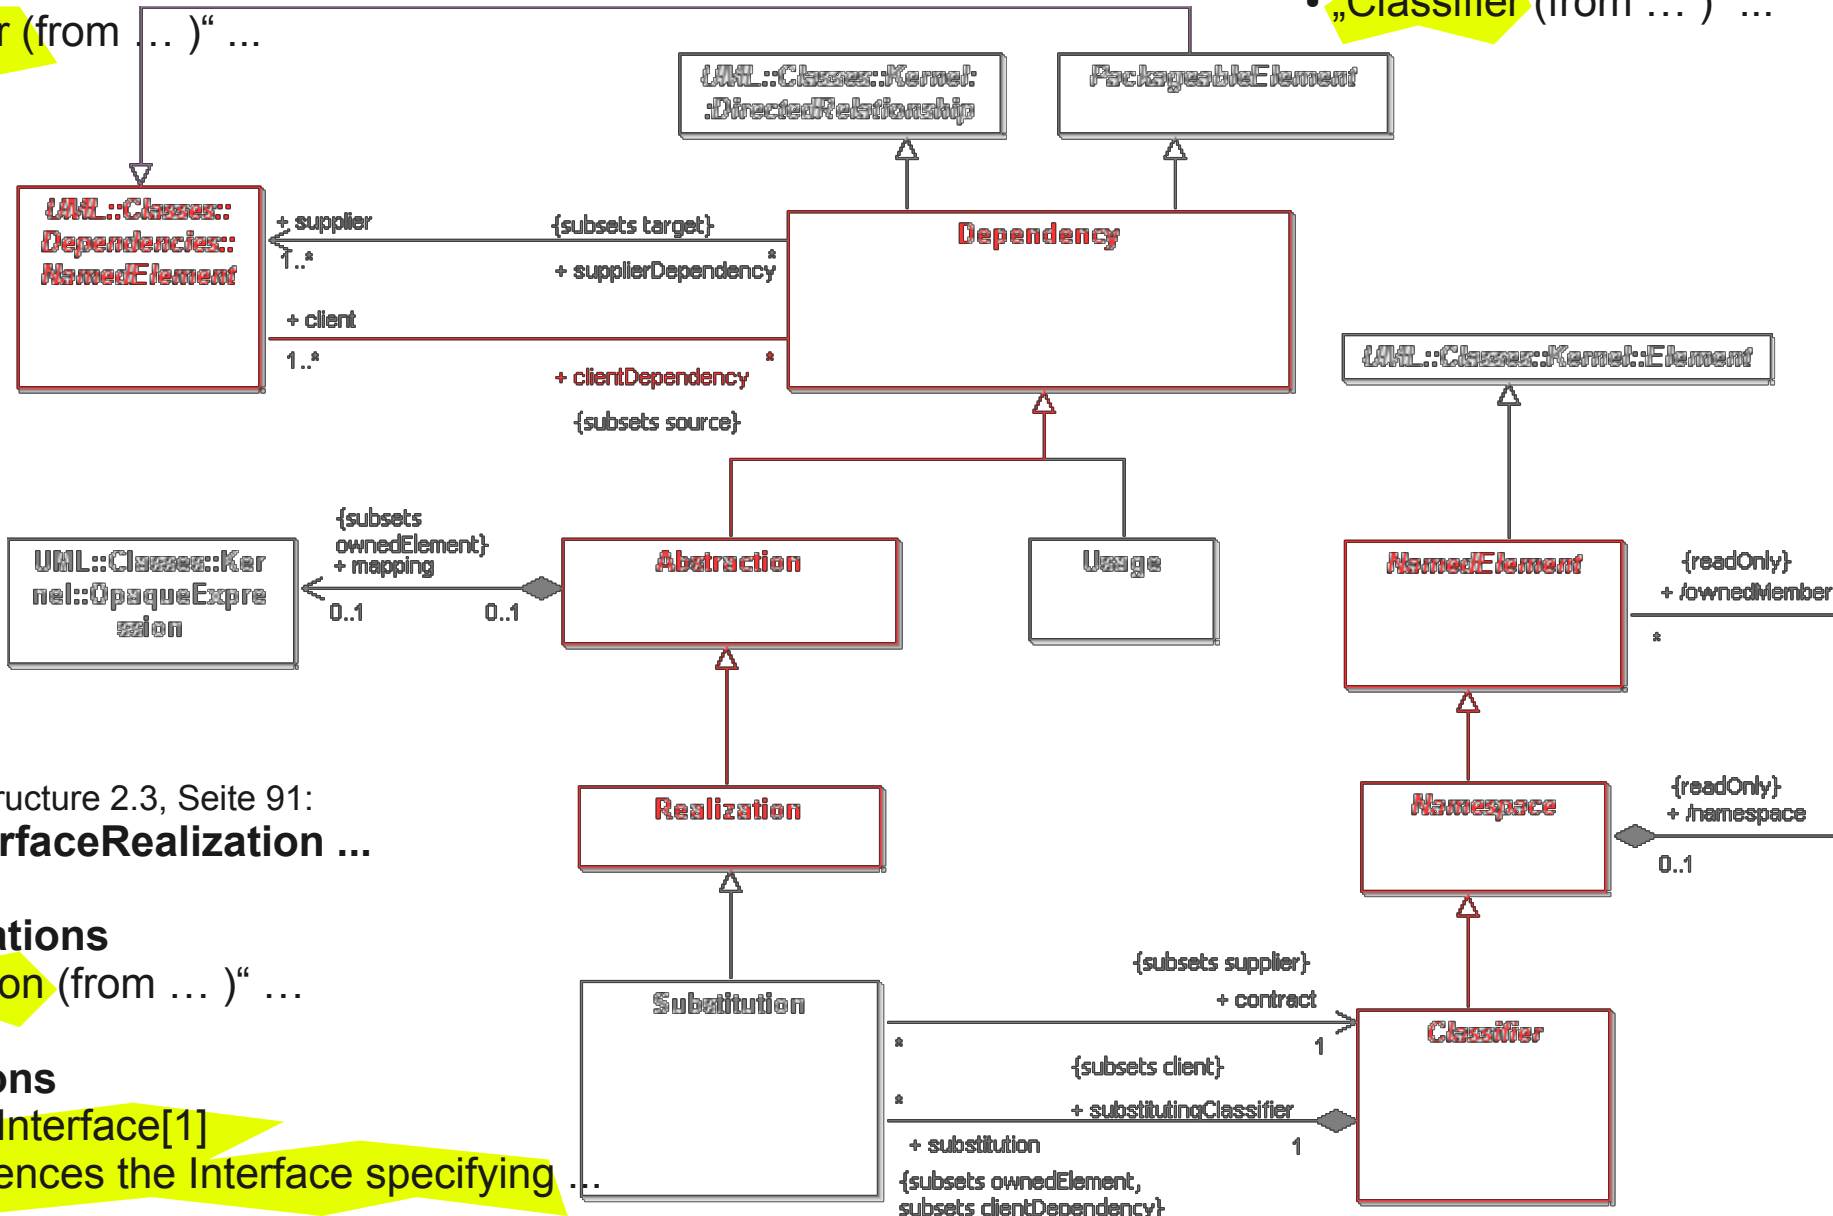 r (from … )“ ...
• „Classifier (from … )“ ...
UML::Classes::Kernel:
:DirectedRelationship
PackageableElement
UML::Classes::
Dependencies::
NamedElement
+ supplier
1..*
{subsets target}
*
+ supplierDependency
Dependency
+ client
1..*
*
+ clientDependency
{subsets source}
UML::Classes::Kernel::Element
{subsets
ownedElement}
+ mapping
0..1
0..1
UML::Classes::Ker
nel::OpaqueExpre
ssion
Abstraction
Usage
NamedElement
{readOnly}
+ /ownedMember
*
ructure 2.3, Seite 91:
rfaceRealization ...
Realization
Namespace
{readOnly}
+ /namespace
0..1
ations
on (from … )“ …
Substitution
{subsets supplier}
+ contract
*
1
Classifier
{subsets client}
*
+ substitutingClassifier
+ substitution
1
{subsets ownedElement,
subsets clientDependency}
ons
Interface[1]
ences the Interface specifying ...